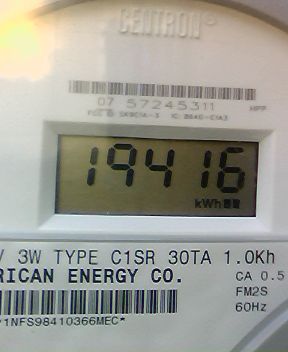 CENTRON
07 57245311
19416
kWh
V 3W TYPE C1SR 30TA 1.0Kh
RICAN ENERGY CO.
CA 0.5
FM2S
60Hz
*1NFS98410366MEC*